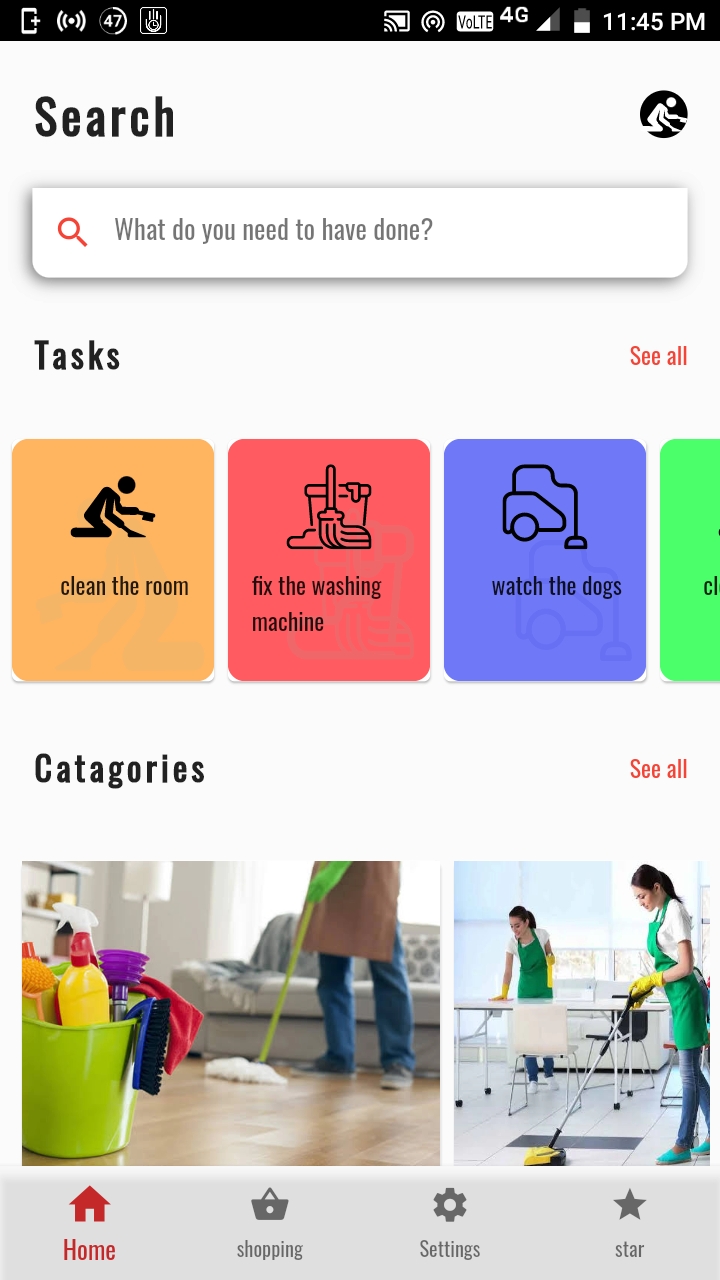 47 VoLTE 4G 11:45 PM
Search
What do you need to have done?
Tasks See all
clean the room
fix the washing
machine
watch the dogs
cl
Catagories See all
Home shopping Settings star